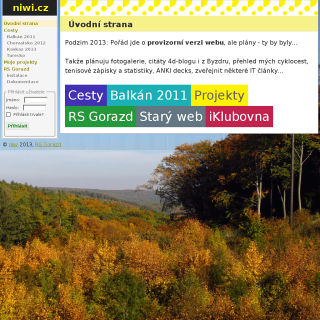 niwi.cz
Úvodní strana
Cesty
Balkán 2011
Chorvatsko 2012
Kavkaz 2013
Turecko
Moje projekty
RS Gorazd
Instalace
Dokumentace
Přihlásit uživatele
Jméno:
Heslo:
Přihlásit trvale?
Přihlásit
Úvodní strana
Podzim 2013: Pořád jde o provizorní verzi webu, ale plány - ty by byly...
Takže plánuju fotogalerie, citáty 4d-blogu i z Byzdru, přehled mých cyklocest,
tenisové zápisky a statistiky, ANKI decks, zveřejnit některé IT články...
Cesty Balkán 2011 Projekty
RS Gorazd Starý web iKlubovna
© niwi 2013, RS Gorazd